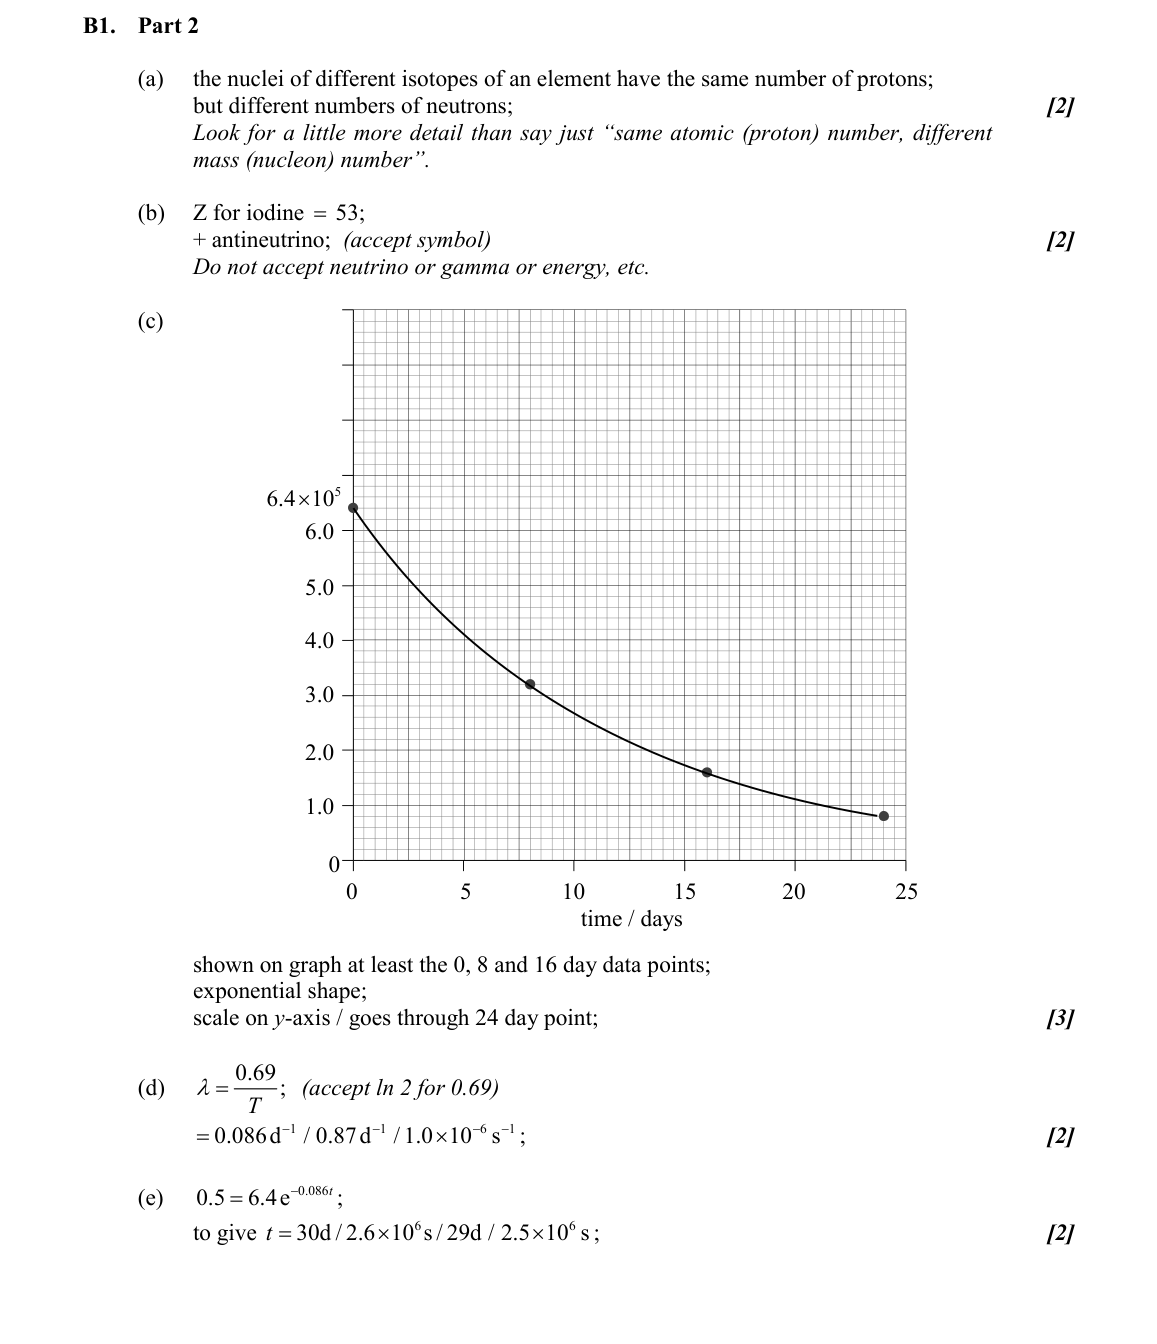 B1. Part 2
(a) the nuclei of different isotopes of an element have the same number of protons;
but different numbers of neutrons; [2]
Look for a little more detail than say just “same atomic (proton) number, different
mass (nucleon) number”.
(b) Z for iodine = 53;
+ antineutrino; (accept symbol) [2]
Do not accept neutrino or gamma or energy, etc.
(c)
6.4×10⁵
6.0
5.0
4.0
3.0
2.0
1.0
0
0 5 10 15 20 25
time / days
shown on graph at least the 0, 8 and 16 day data points;
exponential shape;
scale on y-axis / goes through 24 day point; [3]
(d) λ = 0.69/T; (accept ln 2 for 0.69)
= 0.086 d⁻¹ / 0.87 d⁻¹ / 1.0×10⁻⁶ s⁻¹; [2]
(e) 0.5 = 6.4 e^(−0.086t);
to give t = 30d / 2.6×10⁶ s / 29d / 2.5×10⁶ s; [2]